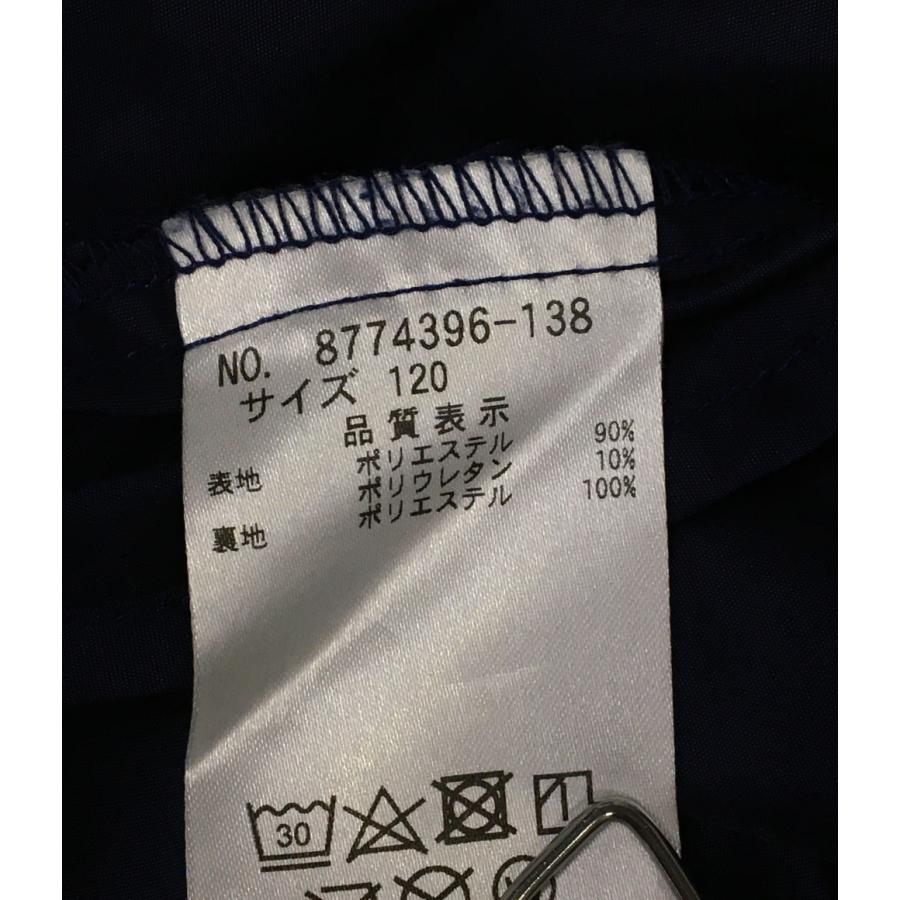 NO. 8774396-138
サイズ 120
品質表示
表地 ポリエステル 90%
ポリウレタン 10%
裏地 ポリエステル 100%
30